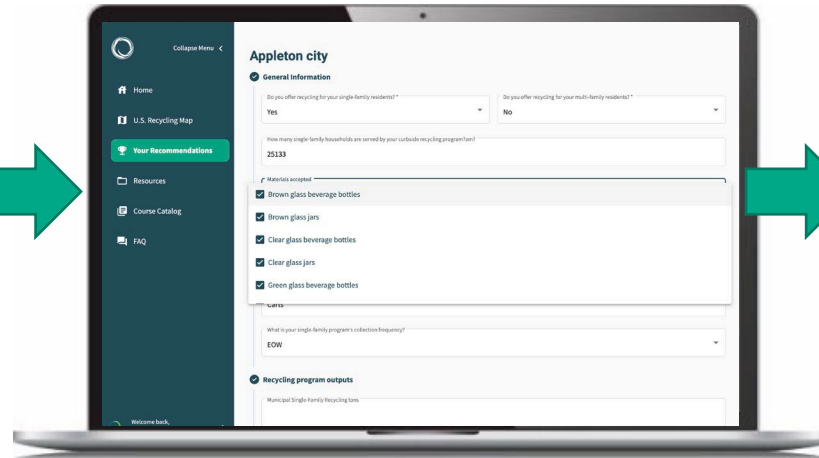 Collapse Menu
Home
U.S. Recycling Map
Your Recommendations
Resources
Course Catalog
FAQ
Welcome back,
Appleton city
General Information
Do you offer recycling for your single-family residents? *
Yes
Do you offer recycling for your multi-family residents? *
No
How many single-family households are served by your curbside recycling program?om?
25133
Materials accepted
Brown glass beverage bottles
Brown glass jars
Clear glass beverage bottles
Clear glass jars
Green glass beverage bottles
Carts
What is your single-family program's collection frequency?
EOW
Recycling program outputs
Municipal Single-Family Recycling tons